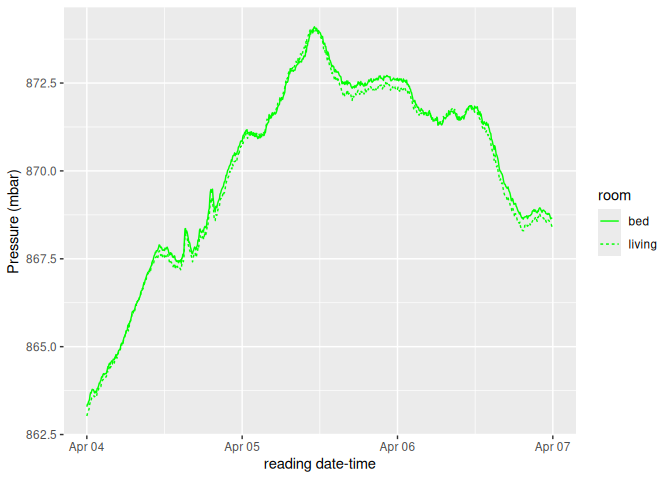 872.5
870.0
867.5
865.0
862.5
Pressure (mbar)
Apr 04
Apr 05
Apr 06
Apr 07
reading date-time
room
bed
living